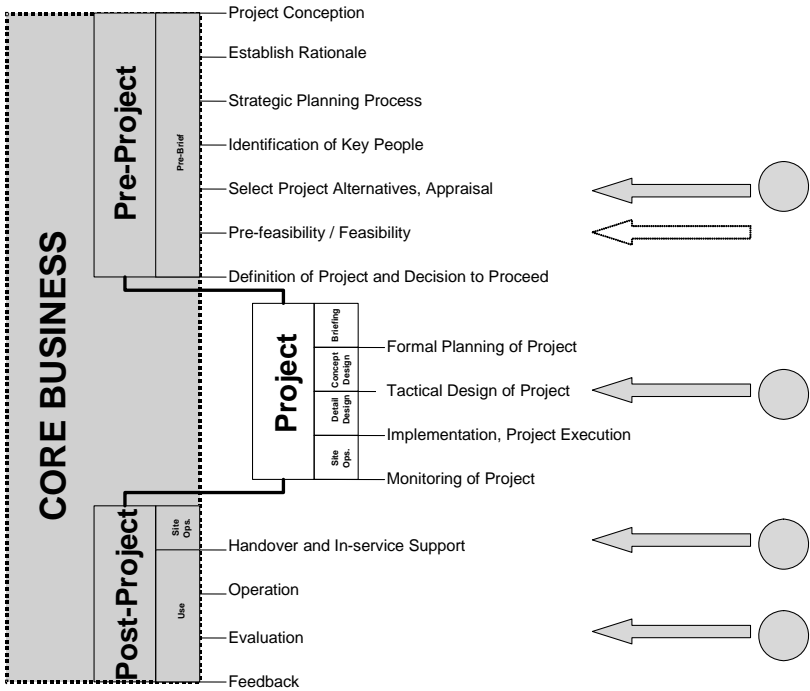 CORE BUSINESS
Pre-Project
Pre-Brief
Project Conception
Establish Rationale
Strategic Planning Process
Identification of Key People
Select Project Alternatives, Appraisal
Pre-feasibility / Feasibility
Definition of Project and Decision to Proceed
Project
Briefing
Concept
Design
Detail
Design
Site
Ops.
Formal Planning of Project
Tactical Design of Project
Implementation, Project Execution
Monitoring of Project
Post-Project
Site
Ops.
Use
Handover and In-service Support
Operation
Evaluation
Feedback